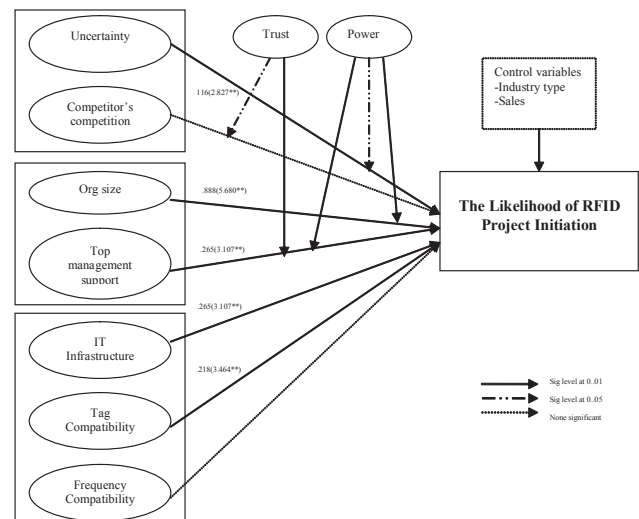 Uncertainty
Trust
Power
Control variables
-Industry type
-Sales
116(2.827**)
Competitor's
competition
Org size
.888(5.680**)
The Likelihood of RFID
Project Initiation
Top
management
support
.265(3.107**)
IT
Infrastructure
.265(3.107**)
Tag
Compatibility
.218(3.464**)
Frequency
Compatibility
Sig level at 0.01
Sig level at 0.05
None significant